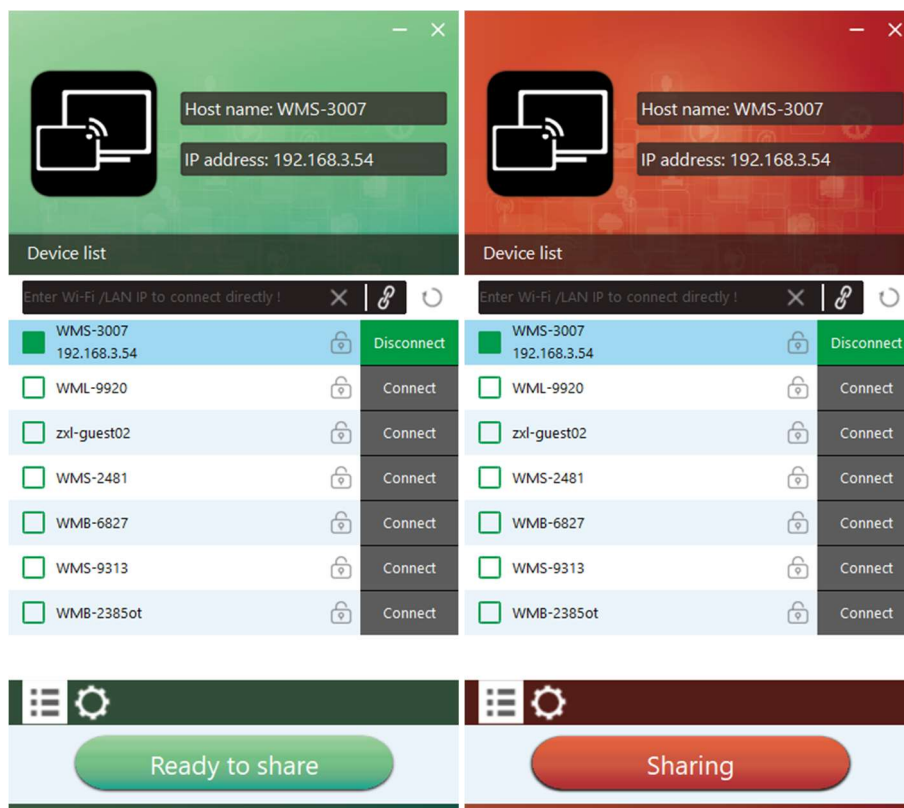 Host name: WMS-3007
IP address: 192.168.3.54
Device list
Enter Wi-Fi /LAN IP to connect directly !
WMS-3007
192.168.3.54
Disconnect
WML-9920
Connect
zxl-guest02
Connect
WMS-2481
Connect
WMB-6827
Connect
WMS-9313
Connect
WMB-2385ot
Connect
Ready to share
Host name: WMS-3007
IP address: 192.168.3.54
Device list
Enter Wi-Fi /LAN IP to connect directly !
WMS-3007
192.168.3.54
Disconnect
WML-9920
Connect
zxl-guest02
Connect
WMS-2481
Connect
WMB-6827
Connect
WMS-9313
Connect
WMB-2385ot
Connect
Sharing